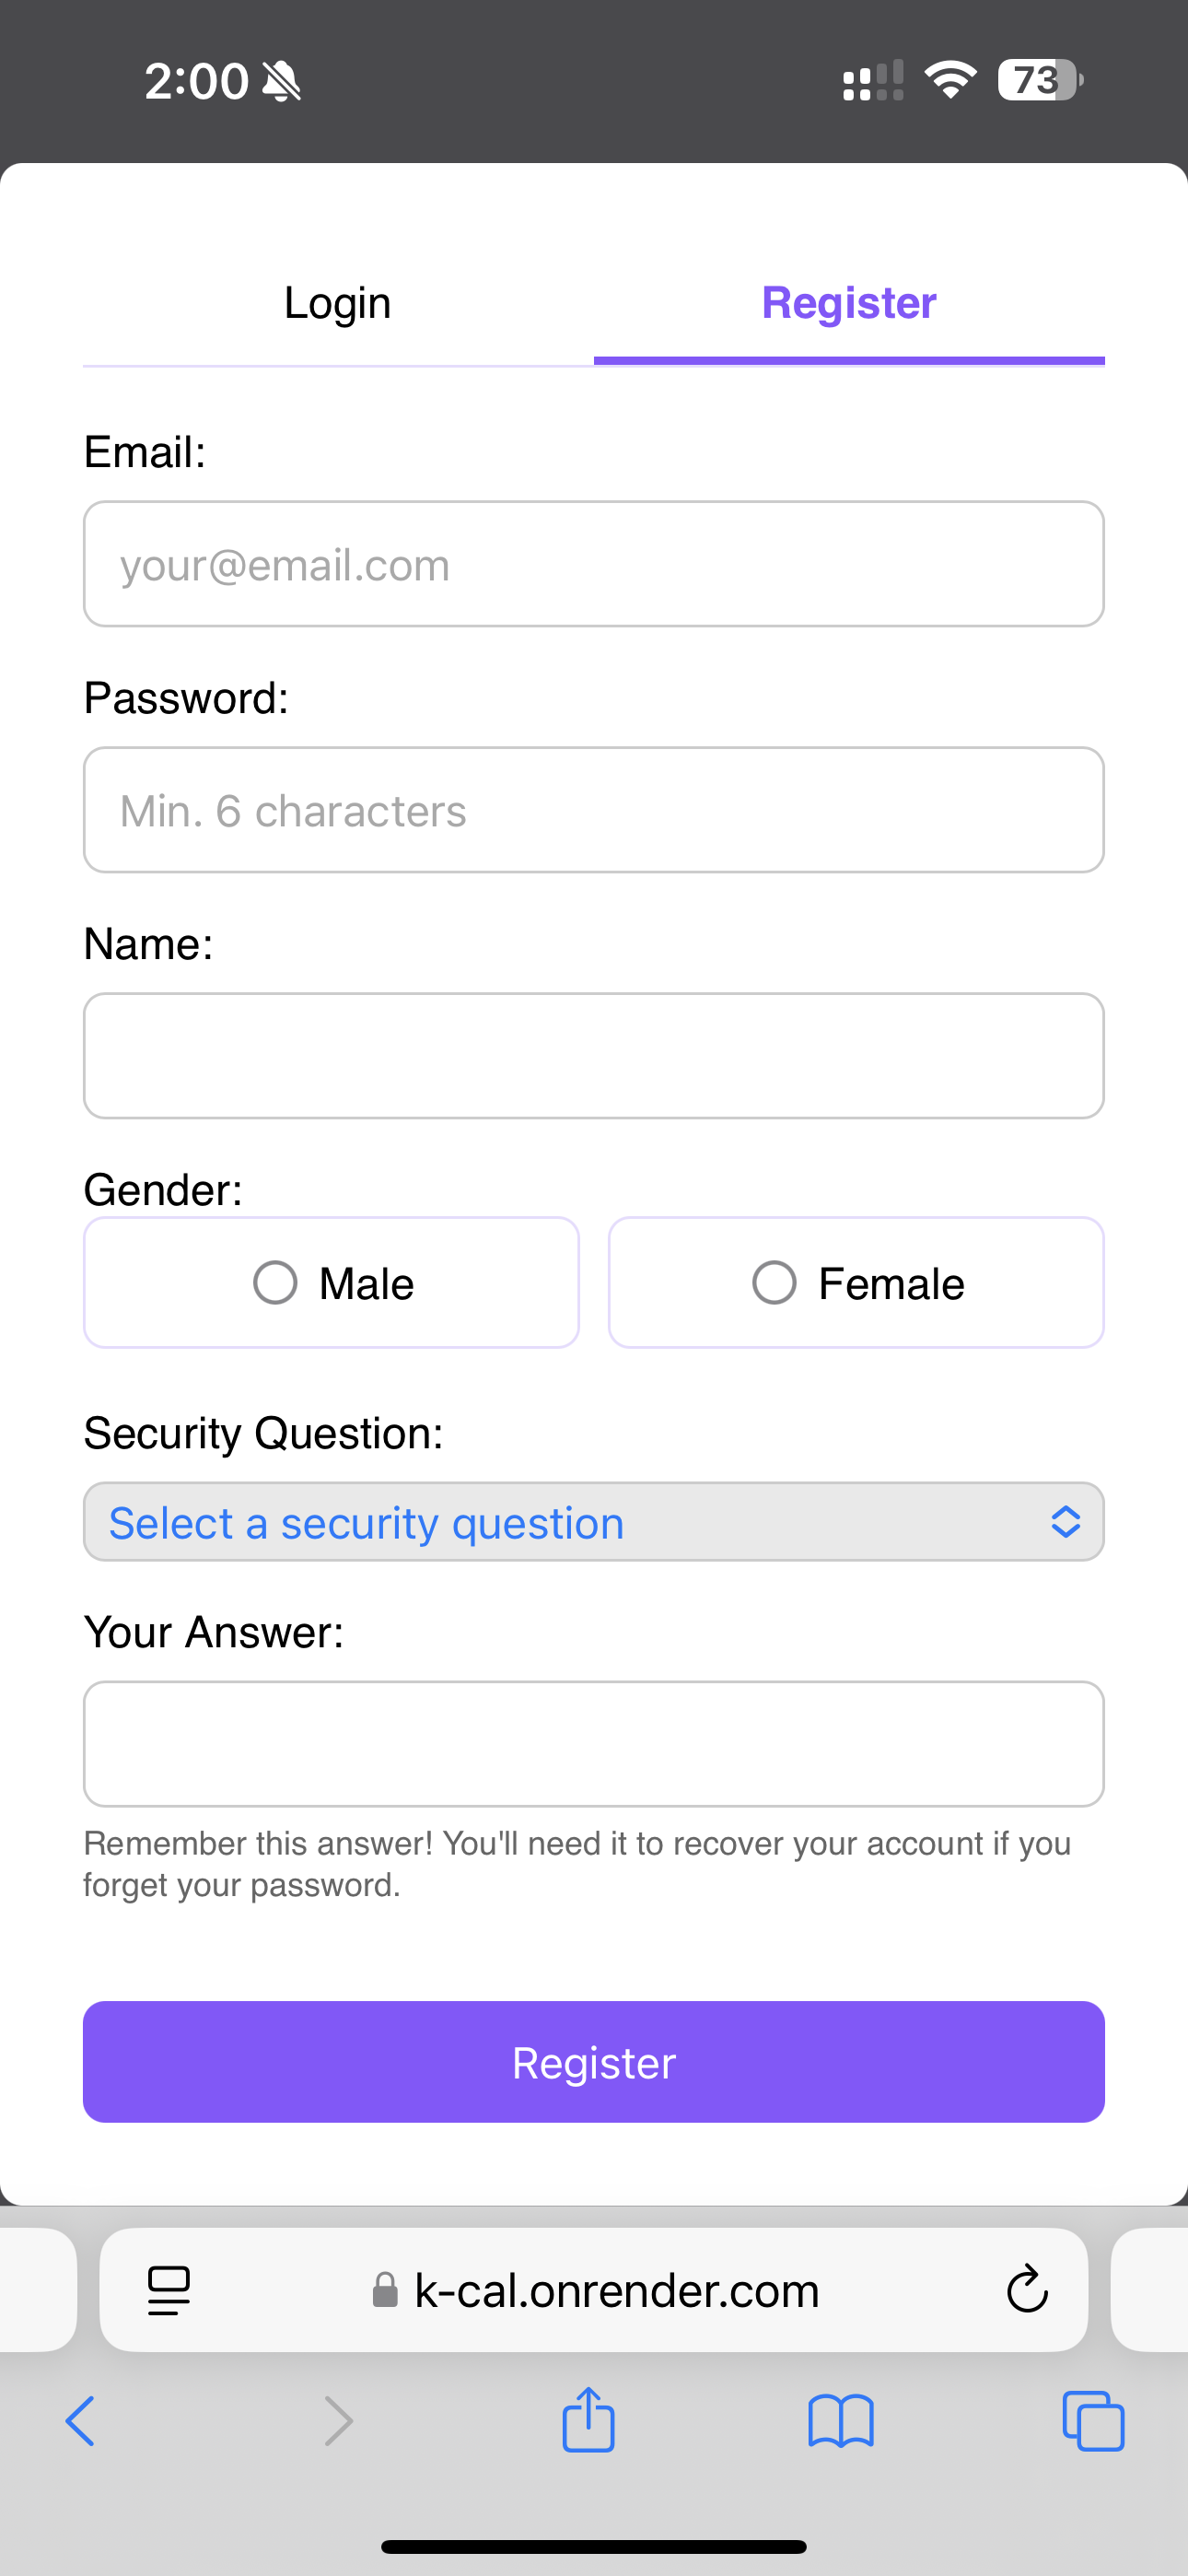 2:00
73
Login
Register
Email:
your@email.com
Password:
Min. 6 characters
Name:
Gender:
Male
Female
Security Question:
Select a security question
Your Answer:
Remember this answer! You'll need it to recover your account if you
forget your password.
Register
k-cal.onrender.com